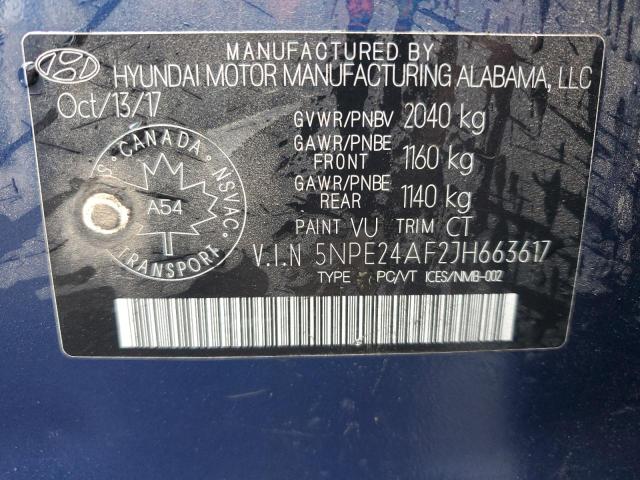 MANUFACTURED BY
HYUNDAI MOTOR MANUFACTURING ALABAMA, LLC
Oct/13/17
GVWR/PNBV 2040 kg
GAWR/PNBE FRONT 1160 kg
GAWR/PNBE REAR 1140 kg
CANADA
NSVAC
A54
TRANSPORT
PAINT VU TRIM CT
V.I.N 5NPE24AF2JH663617
TYPE PC/VT ICES/NMB-002